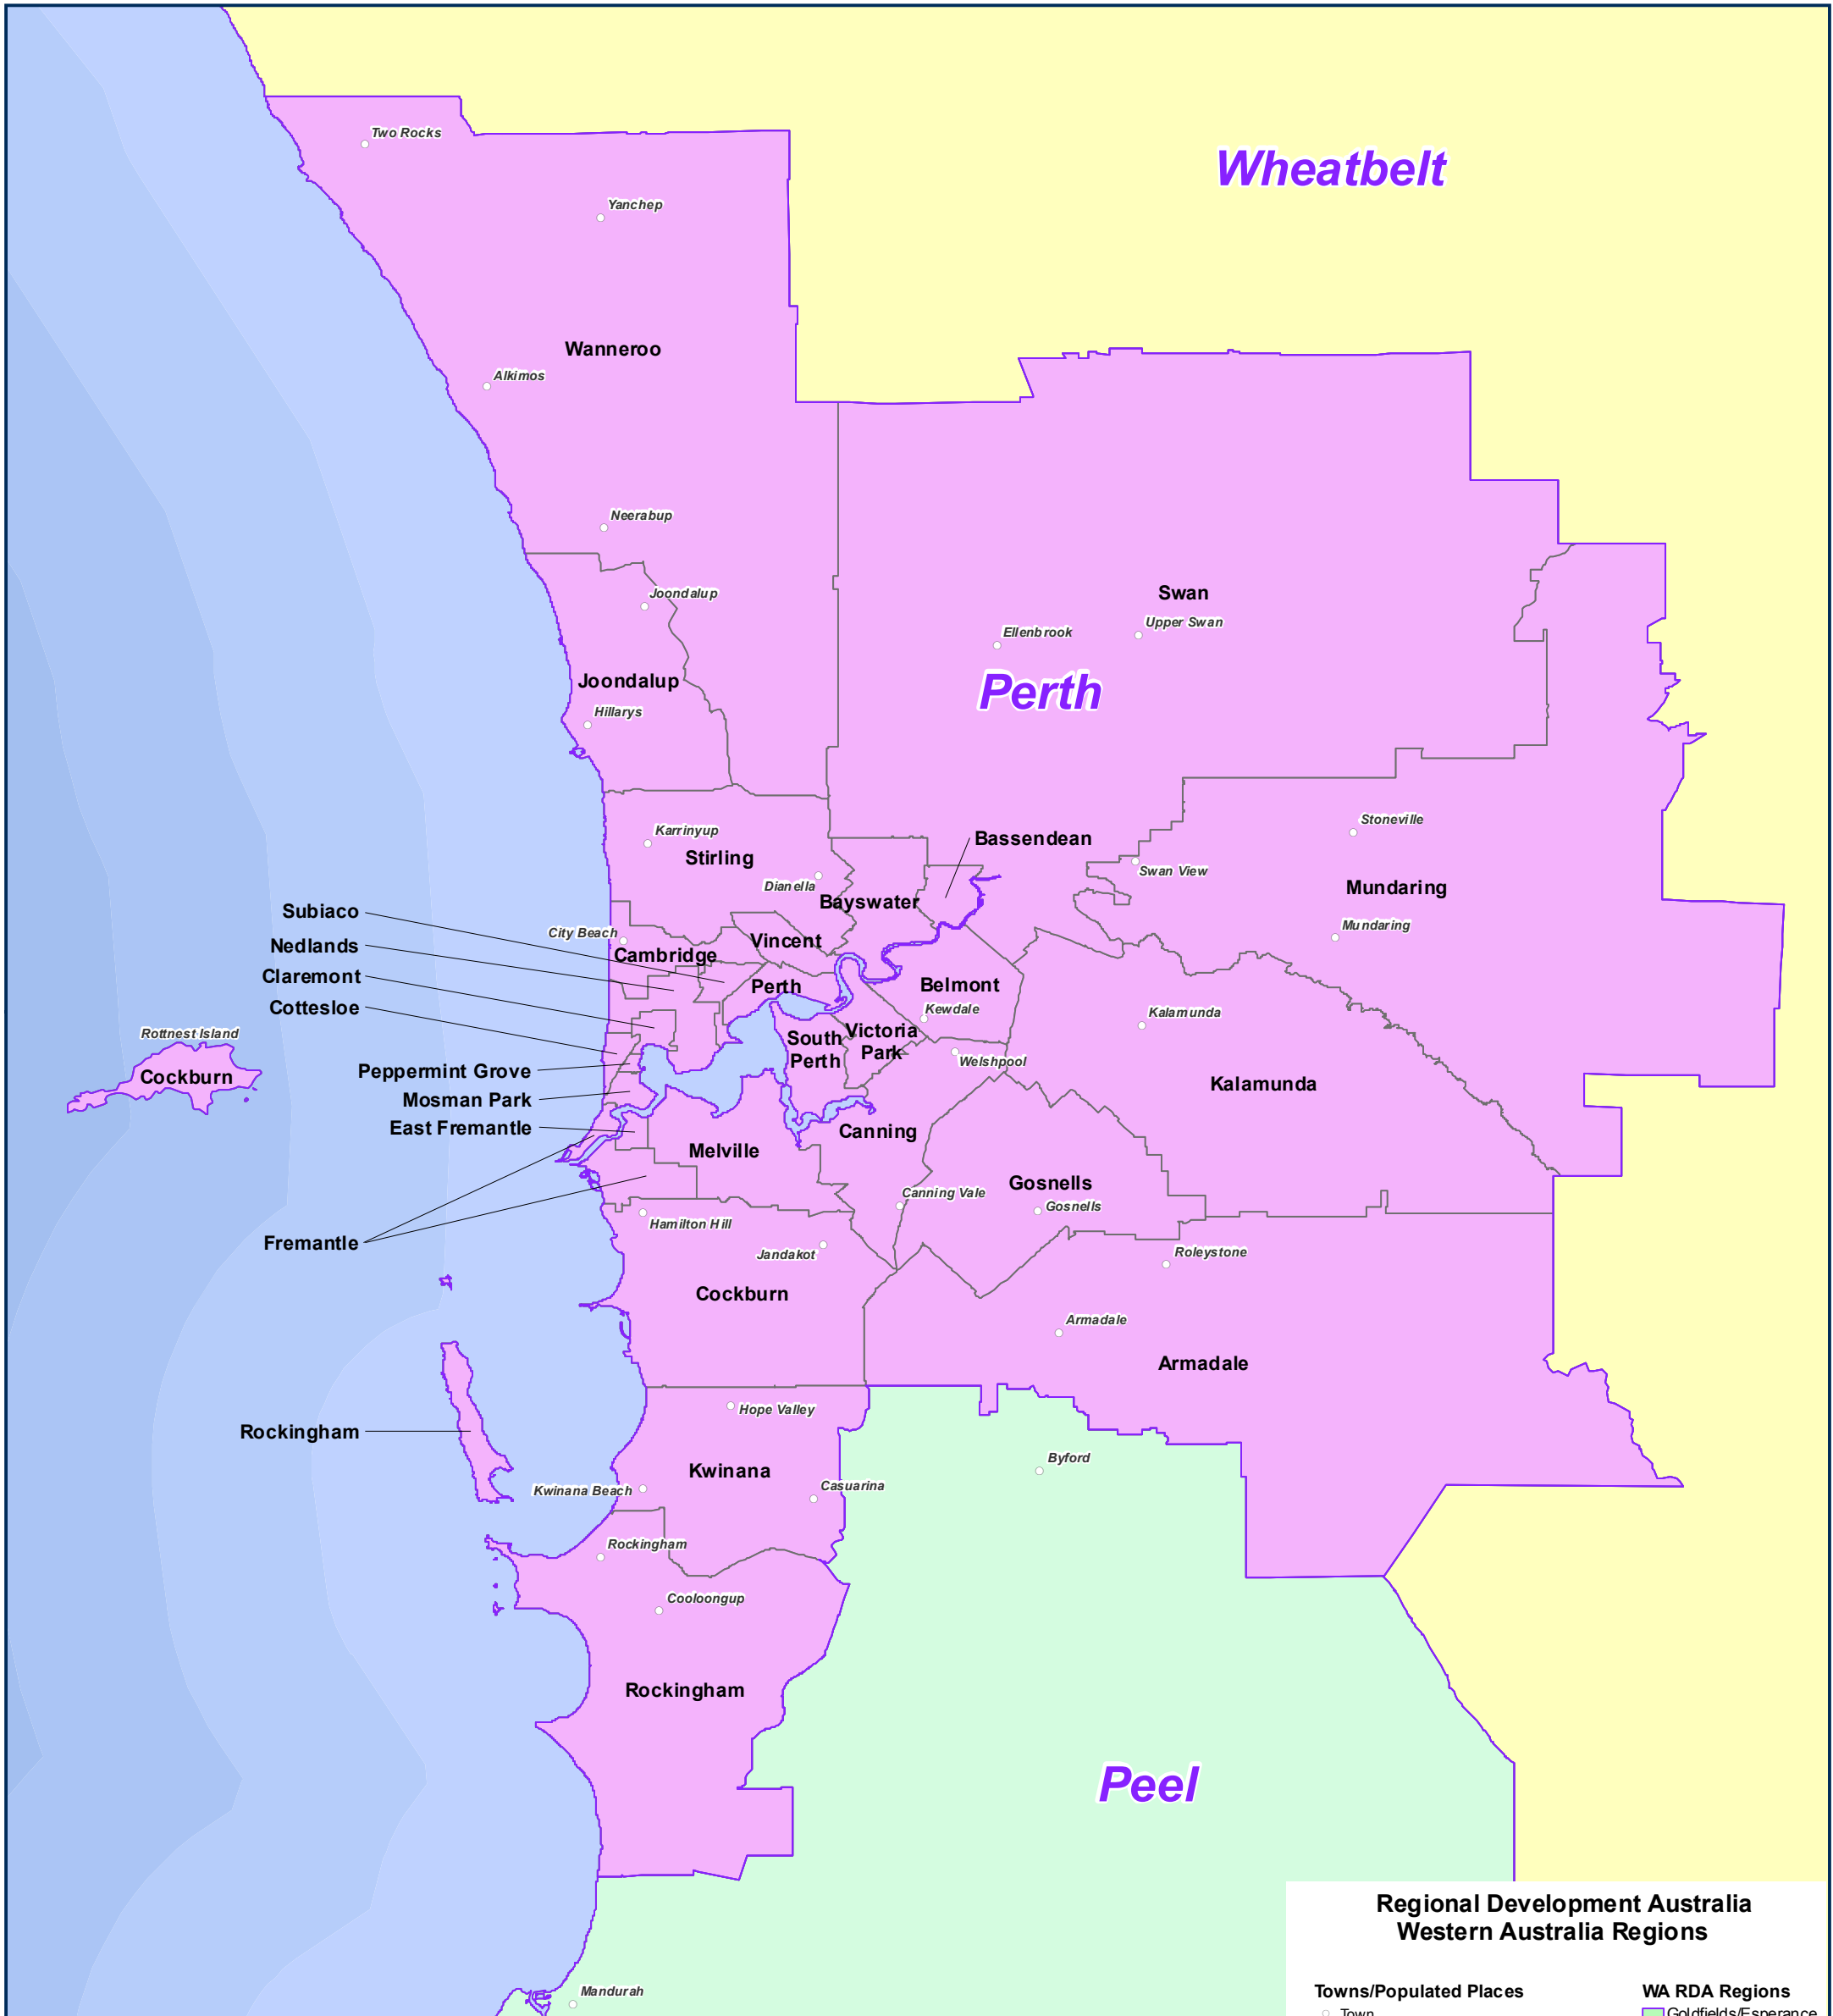 Two Rocks
Wheatbelt
Yanchep
Wanneroo
Alkimos
Neerabup
Joondalup
Swan
Upper Swan
Ellenbrook
Joondalup
Perth
Hillarys
Karrinyup
Stirling
Bassendean
Stoneville
Swan View
Dianella
Mundaring
Bayswater
Subiaco
Mundaring
City Beach
Vincent
Nedlands
Cambridge
Claremont
Perth
Belmont
Cottesloe
Kewdale
Kalamunda
Rottnest Island
South
Perth
Victoria
Park
Welshpool
Cockburn
Peppermint Grove
Kalamunda
Mosman Park
East Fremantle
Canning
Melville
Gosnells
Canning Vale
Gosnells
Hamilton Hill
Fremantle
Jandakot
Roleystone
Cockburn
Armadale
Armadale
Hope Valley
Rockingham
Byford
Kwinana
Kwinana Beach
Casuarina
Rockingham
Cooloongup
Rockingham
Peel
Regional Development Australia
Western Australia Regions
Towns/Populated Places
WA RDA Regions
Mandurah
Town
Goldfields/Esperance